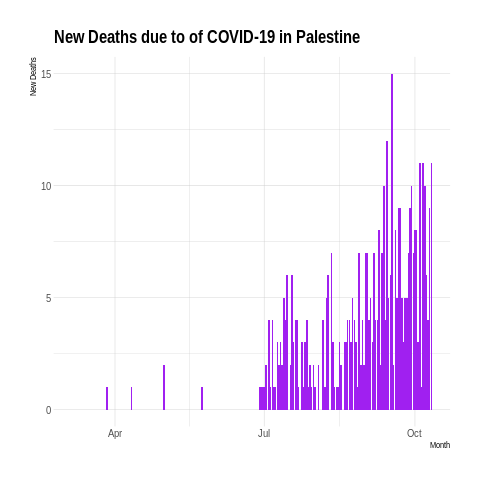 New Deaths due to of COVID-19 in Palestine
New Deaths
15
10
5
0
Apr
Jul
Oct
Month